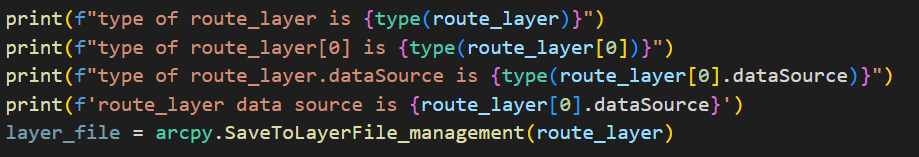 print(f"type of route_layer is {type(route_layer)}")
print(f"type of route_layer[0] is {type(route_layer[0])}")
print(f"type of route_layer.dataSource is {type(route_layer[0].dataSource)}")
print(f'route_layer data source is {route_layer[0].dataSource}')
layer_file = arcpy.SaveToLayerFile_management(route_layer)